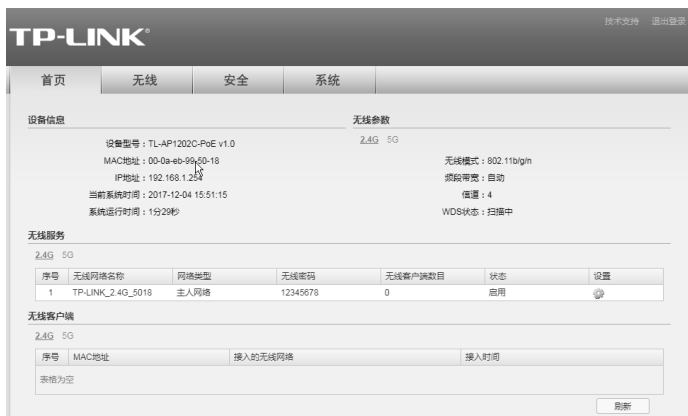 技术支持 退出登录
TP-LINK®
首页 无线 安全 系统
设备信息
设备型号：TL-AP1202C-PoE v1.0
MAC地址：00-0a-eb-99-50-18
IP地址：192.168.1.254
当前系统时间：2017-12-04 15:51:15
系统运行时间：1分29秒
无线参数
2.4G 5G
无线模式：802.11b/g/n
频段带宽：自动
信道：4
WDS状态：扫描中
无线服务
2.4G 5G
序号 无线网络名称 网络类型 无线密码 无线客户端数目 状态 设置
1 TP-LINK_2.4G_5018 主人网络 12345678 0 启用
无线客户端
2.4G 5G
序号 MAC地址 接入的无线网络 接入时间
表格为空
刷新